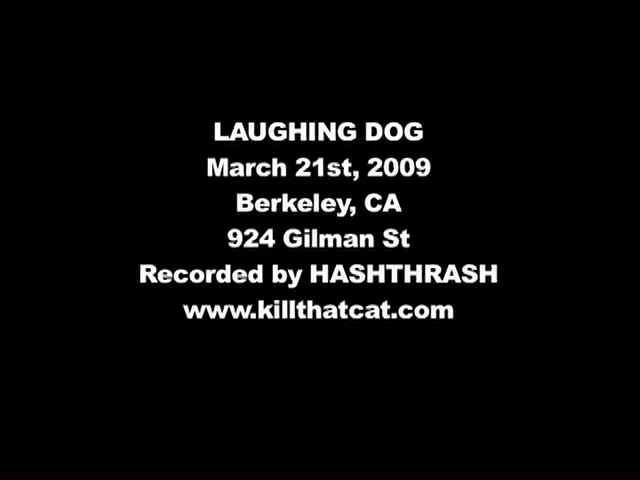 LAUGHING DOG
March 21st, 2009
Berkeley, CA
924 Gilman St
Recorded by HASHTHRASH
www.killthatcat.com